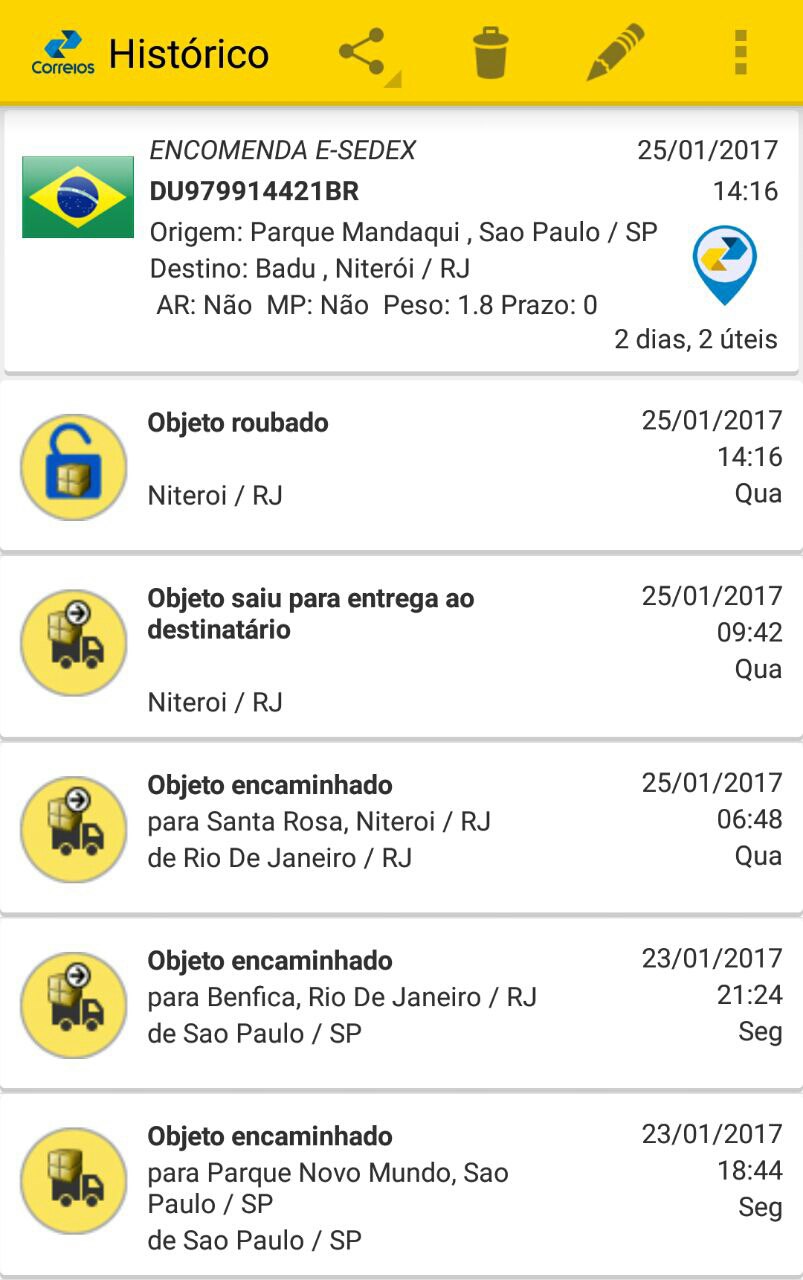 Correios Histórico
ENCOMENDA E-SEDEX 25/01/2017
DU979914421BR 14:16
Origem: Parque Mandaqui , Sao Paulo / SP
Destino: Badu , Niterói / RJ
AR: Não MP: Não Peso: 1.8 Prazo: 0
2 dias, 2 úteis
Objeto roubado 25/01/2017
14:16
Niteroi / RJ Qua
Objeto saiu para entrega ao 25/01/2017
destinatário 09:42
Qua
Niteroi / RJ
Objeto encaminhado 25/01/2017
para Santa Rosa, Niteroi / RJ 06:48
de Rio De Janeiro / RJ Qua
Objeto encaminhado 23/01/2017
para Benfica, Rio De Janeiro / RJ 21:24
de Sao Paulo / SP Seg
Objeto encaminhado 23/01/2017
para Parque Novo Mundo, Sao 18:44
Paulo / SP Seg
de Sao Paulo / SP